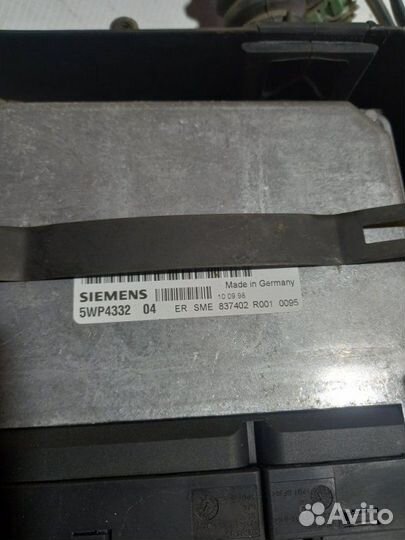 Made in Germany
SIEMENS
10.09.98
5WP4332 04 ER SME 837402 R001 0095
Avito